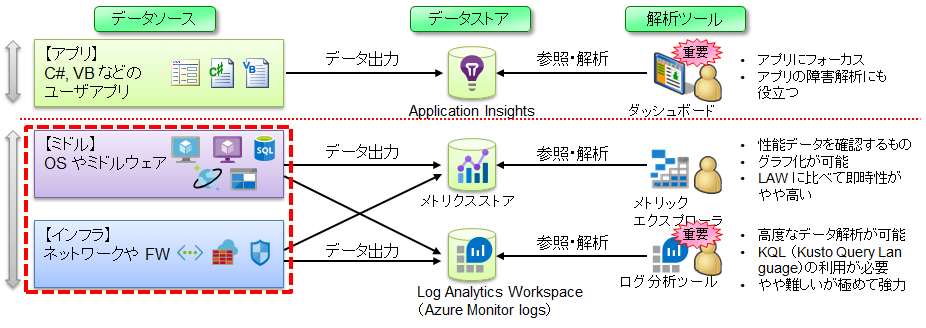 データソース
データストア
解析ツール
【アプリ】
C#, VB などの
ユーザアプリ
C#
VB
データ出力
Application Insights
参照・解析
重要
ダッシュボード
• アプリにフォーカス
• アプリの障害解析にも
役立つ
【ミドル】
OS やミドルウェア
SQL
データ出力
メトリクスストア
参照・解析
メトリック
エクスプローラ
• 性能データを確認するもの
• グラフ化が可能
• LAW に比べて即時性が
やや高い
【インフラ】
ネットワークや FW
データ出力
Log Analytics Workspace
（Azure Monitor logs）
参照・解析
重要
ログ分析ツール
• 高度なデータ解析が可能
• KQL （Kusto Query Lan
guage）の利用が必要
• やや難しいが極めて強力